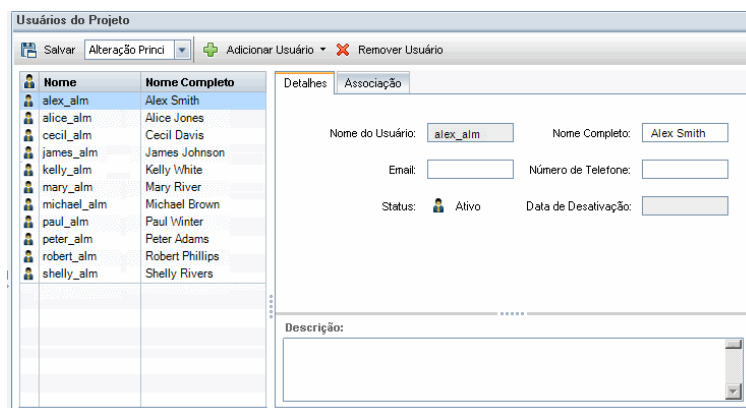 Usuários do Projeto
Salvar Alteração Princi Adicionar Usuário Remover Usuário
Nome Nome Completo
alex_alm Alex Smith
alice_alm Alice Jones
cecil_alm Cecil Davis
james_alm James Johnson
kelly_alm Kelly White
mary_alm Mary River
michael_alm Michael Brown
paul_alm Paul Winter
peter_alm Peter Adams
robert_alm Robert Phillips
shelly_alm Shelly Rivers
Detalhes Associação
Nome do Usuário: alex_alm Nome Completo: Alex Smith
Email: Número de Telefone:
Status: Ativo Data de Desativação:
Descrição: